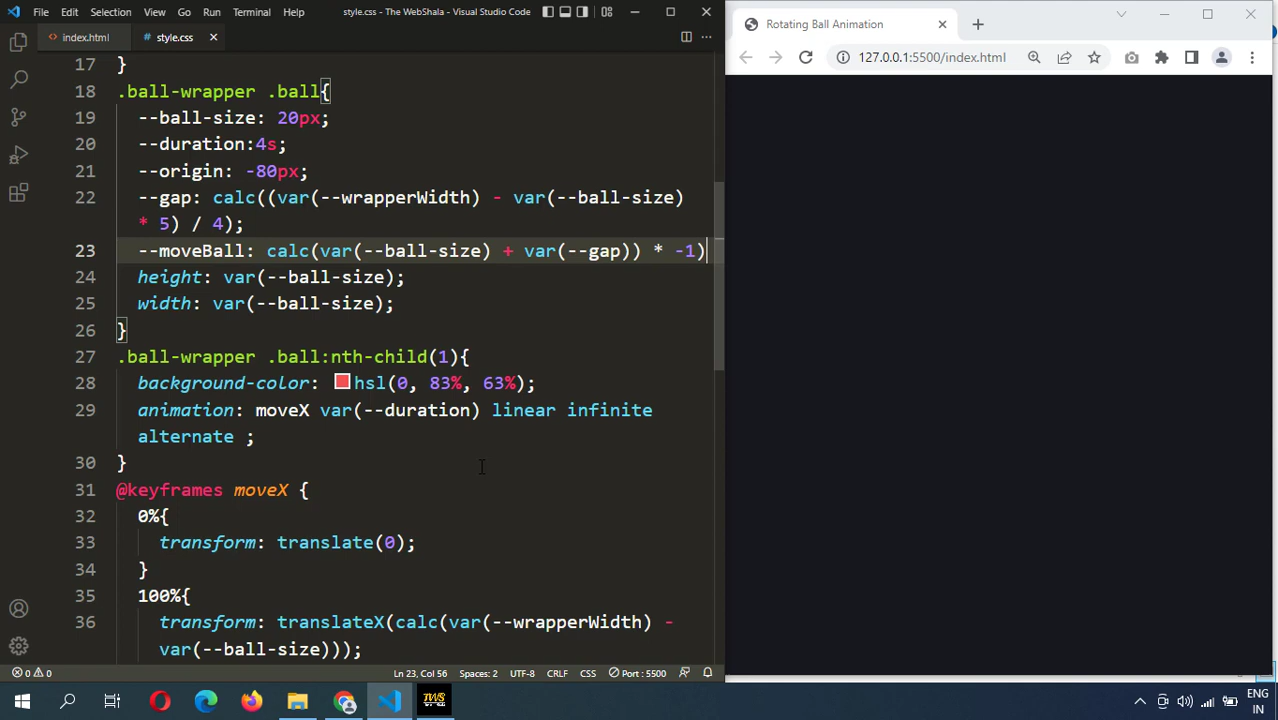 File Edit Selection View Go Run Terminal Help style.css - The WebShala - Visual Studio Code
index.html style.css
17 }
18 .ball-wrapper .ball{
19 --ball-size: 20px;
20 --duration:4s;
21 --origin: -80px;
22 --gap: calc((var(--wrapperWidth) - var(--ball-size)
* 5) / 4);
23 --moveBall: calc(var(--ball-size) + var(--gap)) * -1)
24 height: var(--ball-size);
25 width: var(--ball-size);
26 }
27 .ball-wrapper .ball:nth-child(1){
28 background-color: hsl(0, 83%, 63%);
29 animation: moveX var(--duration) linear infinite
alternate ;
30 }
31 @keyframes moveX {
32 0%{
33 transform: translate(0);
34 }
35 100%{
36 transform: translateX(calc(var(--wrapperWidth) -
var(--ball-size)));
0 0 Ln 23, Col 56 Spaces: 2 UTF-8 CRLF CSS Port : 5500
Rotating Ball Animation
127.0.0.1:5500/index.html
TWS
ENG
IN